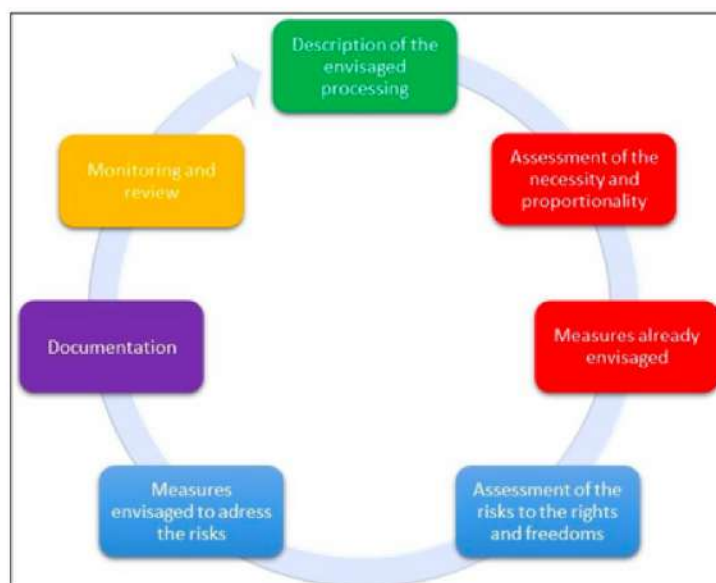 Description of the
envisaged
processing
Assessment of the
necessity and
proportionality
Measures already
envisaged
Assessment of the
risks to the rights
and freedoms
Measures
envisaged to adress
the risks
Documentation
Monitoring and
review